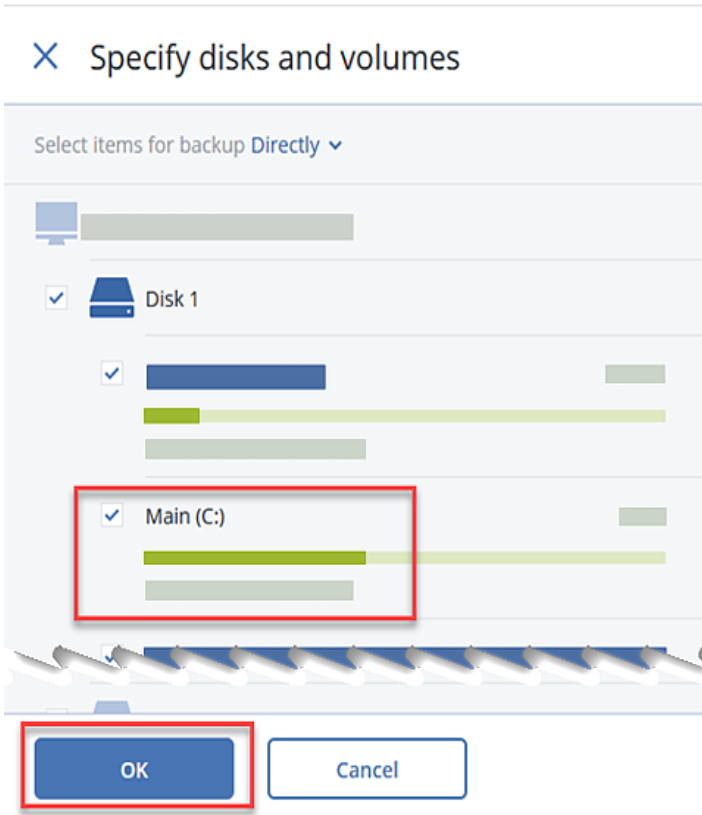 Specify disks and volumes
Select items for backup Directly
Disk 1
Main (C:)
OK
Cancel